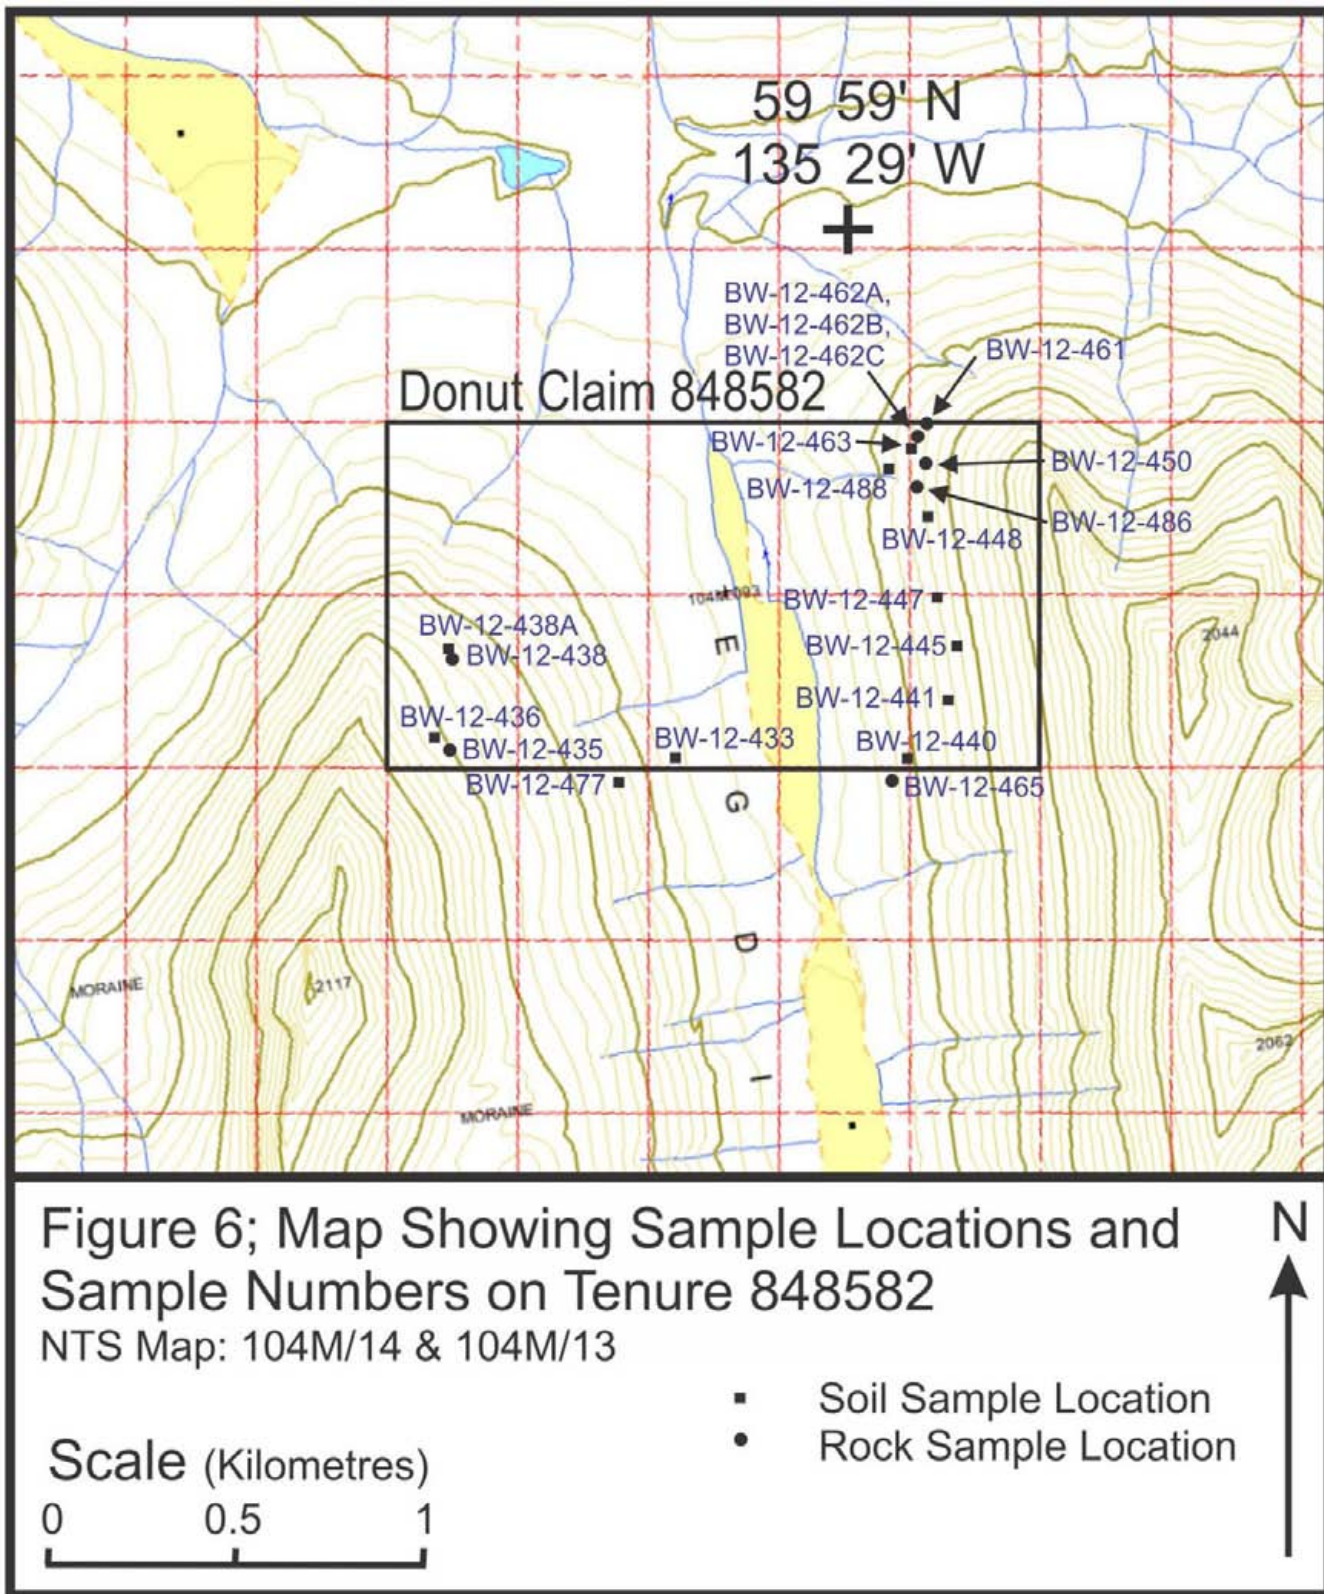 59 59' N
135 29' W
BW-12-462A,
BW-12-462B,
BW-12-462C
BW-12-461
Donut Claim 848582
BW-12-463
BW-12-450
BW-12-488
BW-12-486
BW-12-448
BW-12-447
BW-12-438A
BW-12-438
E
BW-12-445
2044
BW-12-441
BW-12-436
BW-12-435
BW-12-433
BW-12-440
BW-12-477
BW-12-465
G
D
MORAINE
2117
2062
I
MORAINE
Figure 6; Map Showing Sample Locations and
Sample Numbers on Tenure 848582
N
NTS Map: 104M/14 & 104M/13
Soil Sample Location
Rock Sample Location
Scale (Kilometres)
0 0.5 1